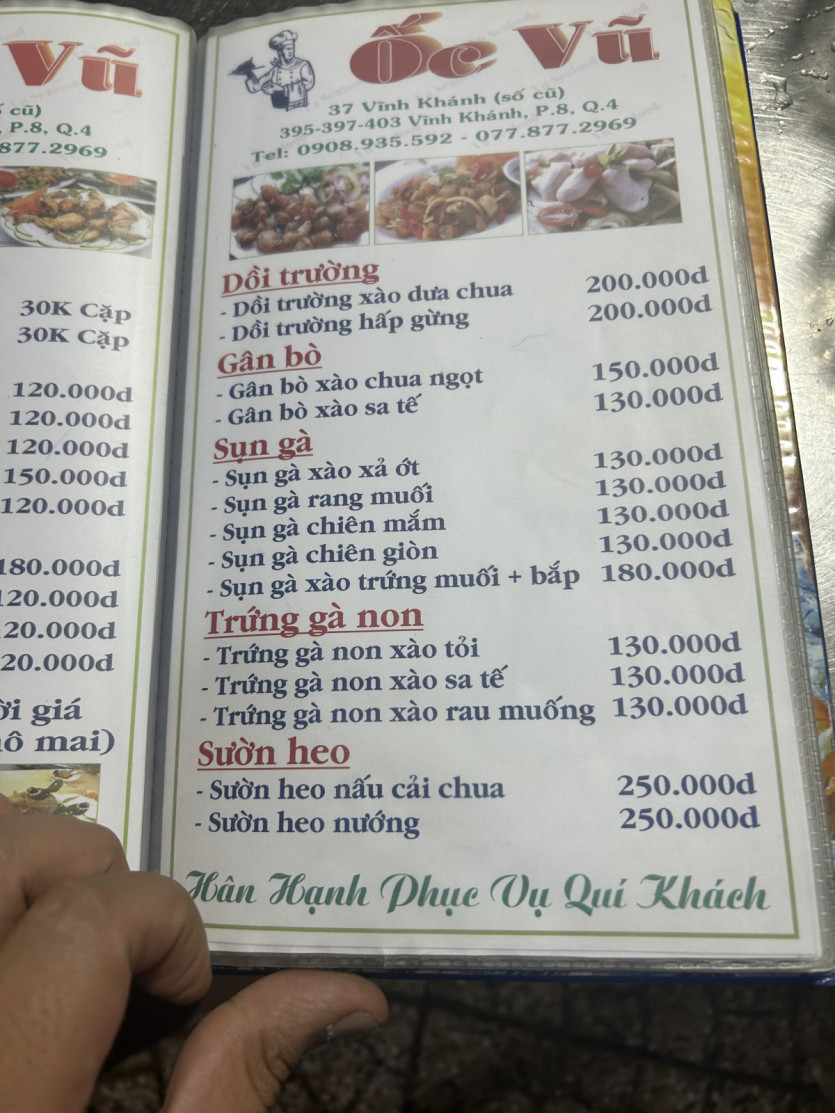 Vũ
cũ)
, P.8, Q.4
877.2969
30K Cặp
30K Cặp
120.000đ
120.000đ
120.000đ
150.000đ
120.000đ
180.000đ
120.000đ
20.000đ
20.000đ
giá
mai)
Ốc Vũ
37 Vĩnh Khánh (số cũ)
395-397-403 Vĩnh Khánh, P.8, Q.4
Tel: 0908.935.592 - 077.877.2969
Dồi trường
- Dồi trường xào dưa chua 200.000đ
- Dồi trường hấp gừng 200.000đ
Gân bò
- Gân bò xào chua ngọt 150.000đ
- Gân bò xào sa tế 130.000đ
Sụn gà
- Sụn gà xào xả ớt 130.000đ
- Sụn gà rang muối 130.000đ
- Sụn gà chiên mắm 130.000đ
- Sụn gà chiên giòn 130.000đ
- Sụn gà xào trứng muối + bắp 180.000đ
Trứng gà non
- Trứng gà non xào tỏi 130.000đ
- Trứng gà non xào sa tế 130.000đ
- Trứng gà non xào rau muống 130.000đ
Sườn heo
- Sườn heo nấu cải chua 250.000đ
- Sườn heo nướng 250.000đ
Hân Hạnh Phục Vụ Quí Khách